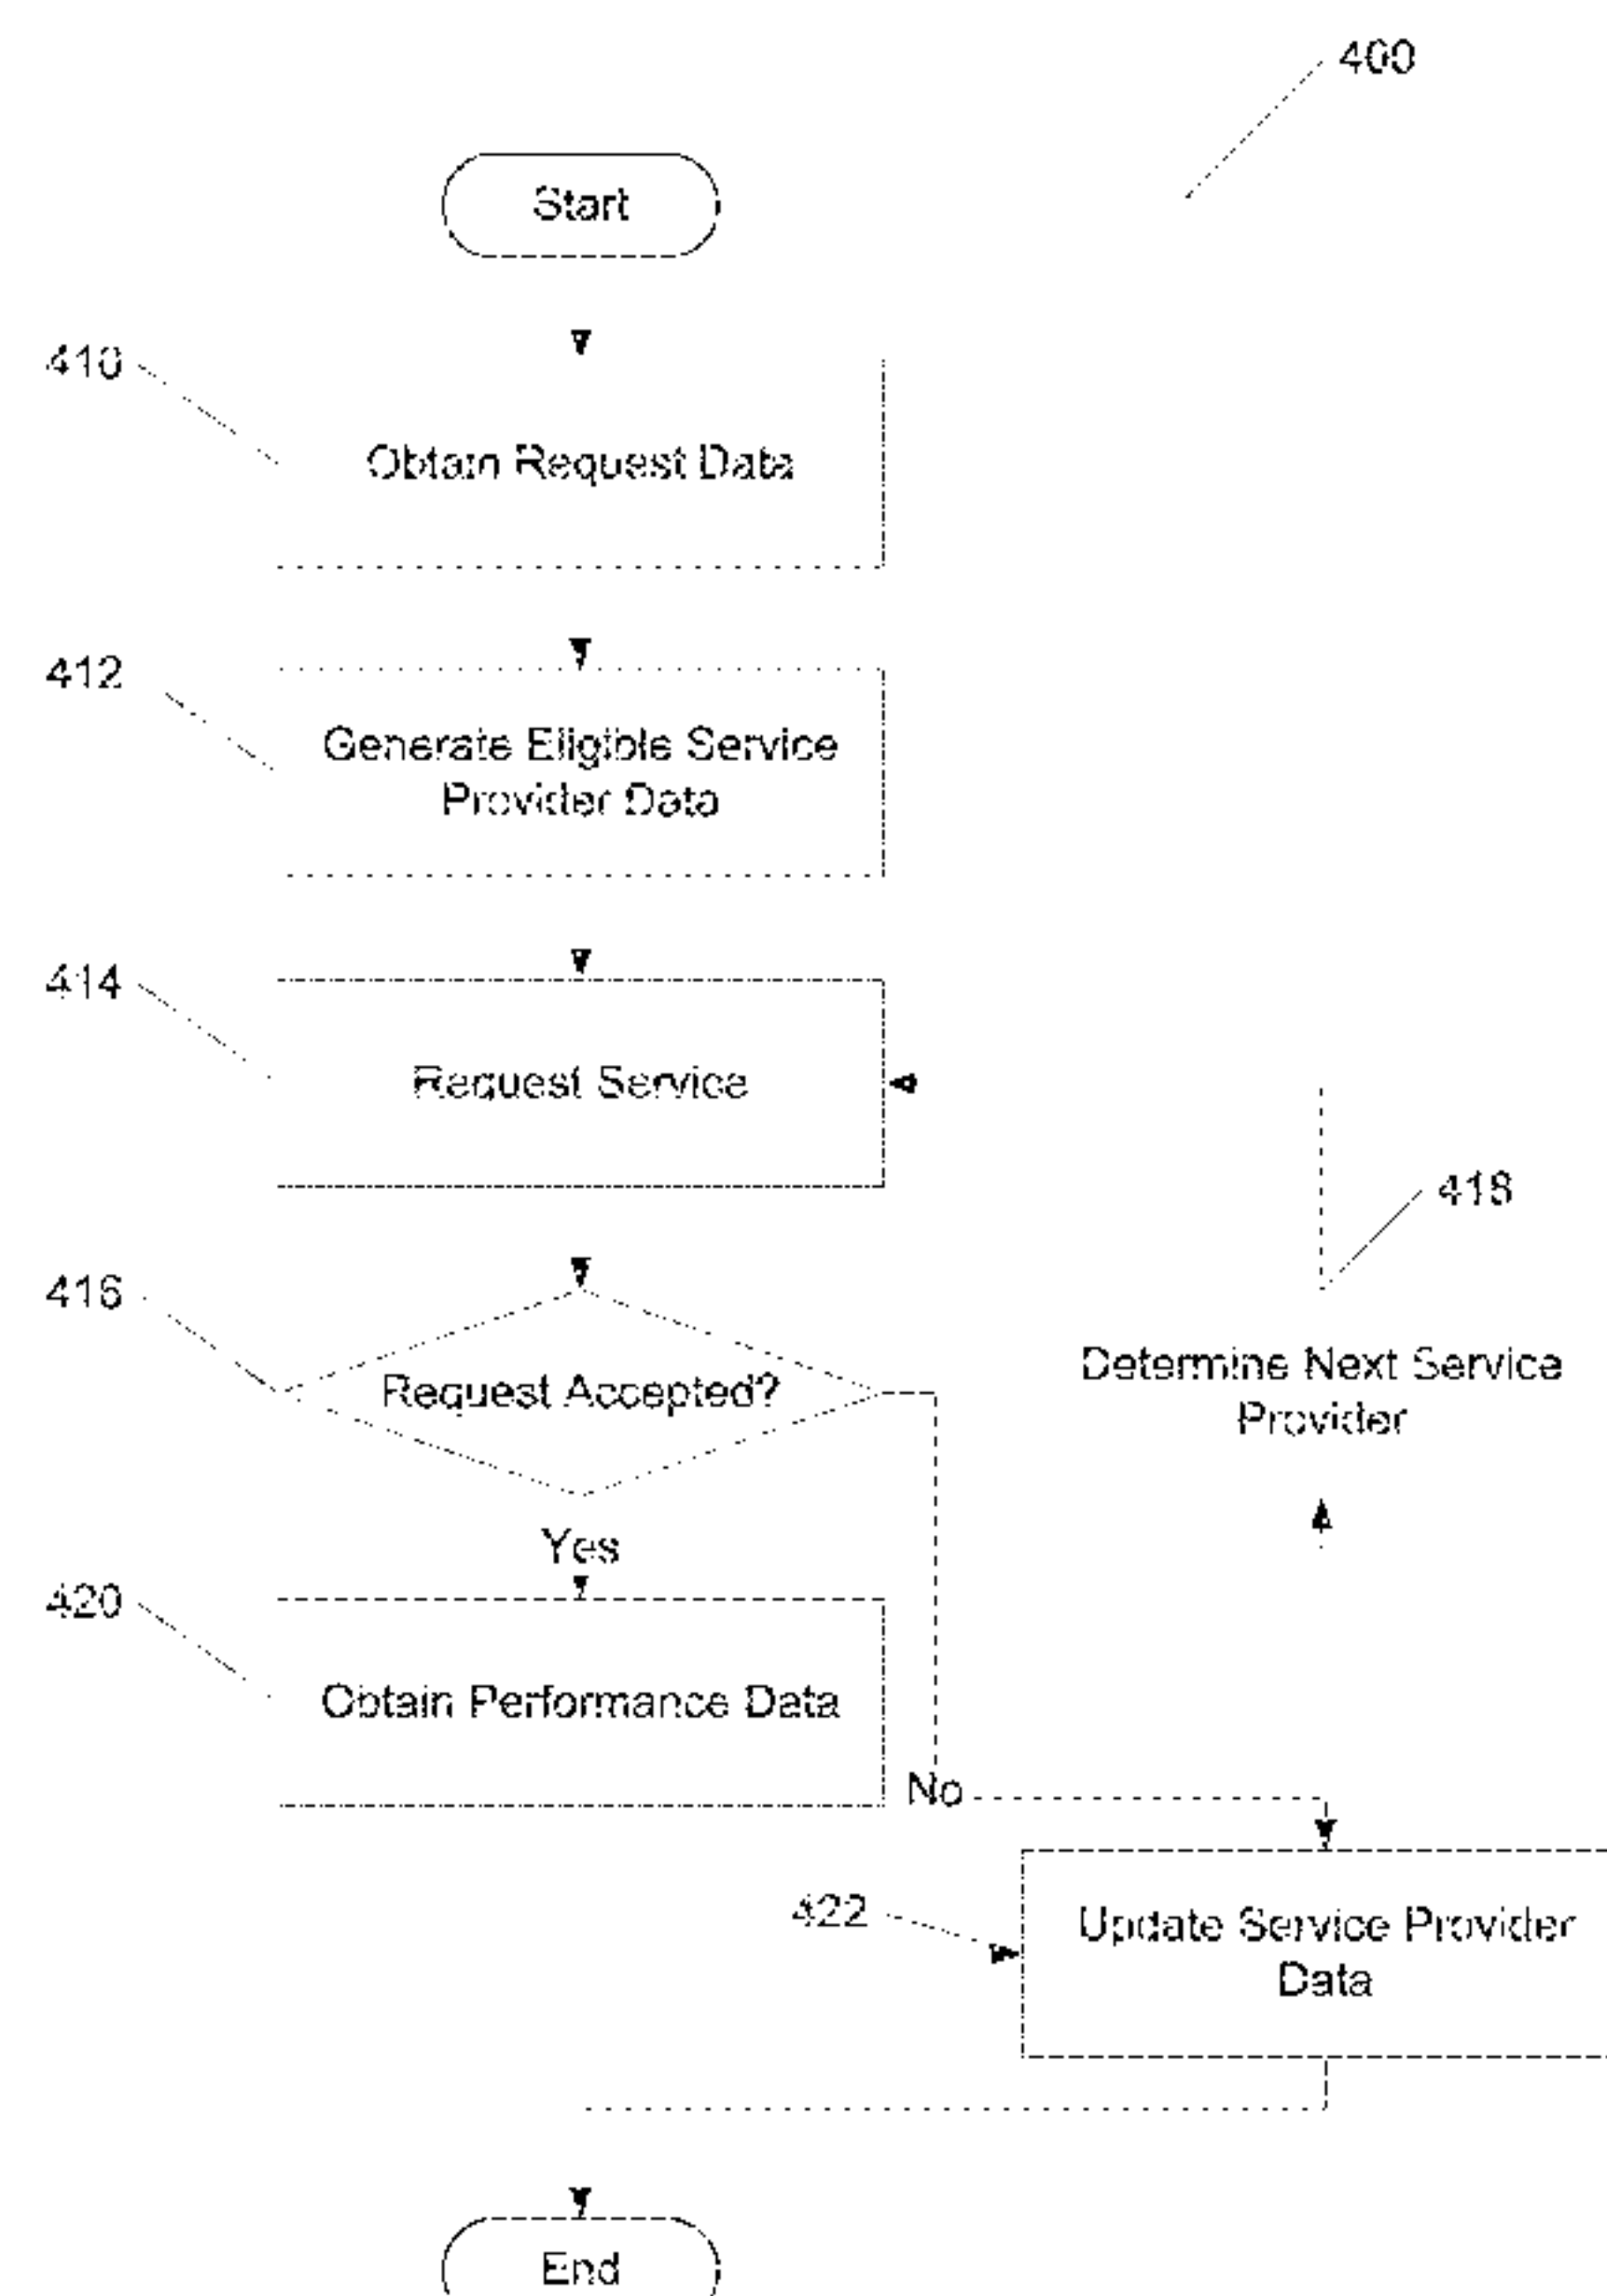 400
Start
410
Obtain Request Data
412
Generate Eligible Service
Provider Data
414
Request Service
418
416
Request Accepted?
Determine Next Service
Provider
Yes
420
Obtain Performance Data
No
422
Update Service Provider
Data
End